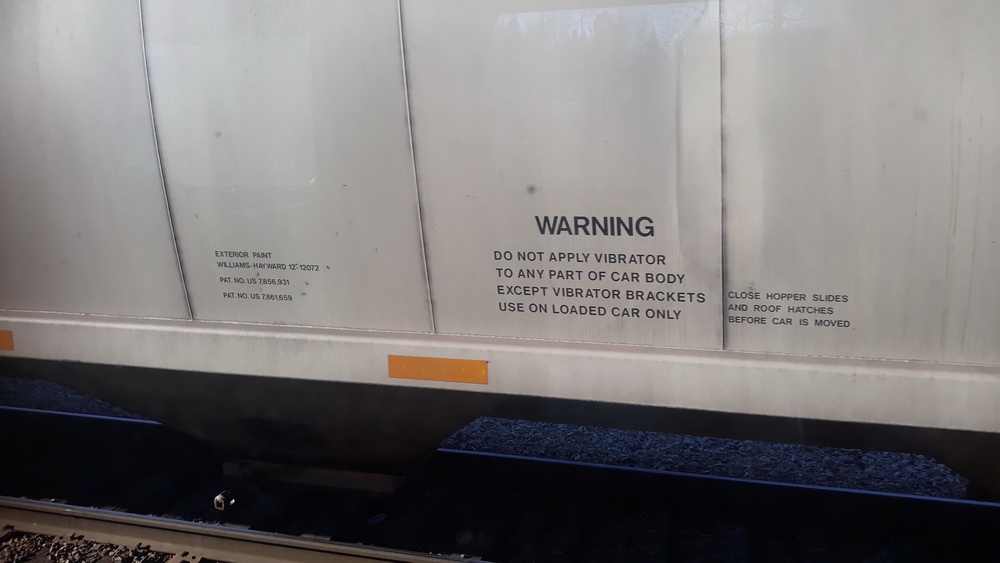 EXTERIOR PAINT
WILLIAMS-HAYWARD 12-12072
PAT. NO. US 7,856,931
PAT. NO. US 7,861,659
WARNING
DO NOT APPLY VIBRATOR
TO ANY PART OF CAR BODY
EXCEPT VIBRATOR BRACKETS
USE ON LOADED CAR ONLY
CLOSE HOPPER SLIDES
AND ROOF HATCHES
BEFORE CAR IS MOVED